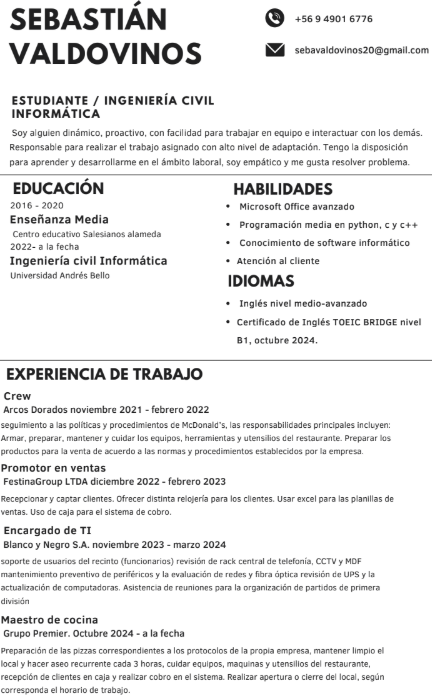 SEBASTIÁN
VALDOVINOS
+56 9 4901 6776
sebavaldovinos20@gmail.com
ESTUDIANTE / INGENIERÍA CIVIL
INFORMÁTICA
Soy alguien dinámico, proactivo, con facilidad para trabajar en equipo e interactuar con los demás.
Responsable para realizar el trabajo asignado con alto nivel de adaptación. Tengo la disposición
para aprender y desarrollarme en el ámbito laboral, soy empático y me gusta resolver problema.
EDUCACIÓN
2016 - 2020
Enseñanza Media
Centro educativo Salesianos alameda
2022- a la fecha
Ingeniería civil Informática
Universidad Andrés Bello
HABILIDADES
• Microsoft Office avanzado
• Programación media en python, c y c++
• Conocimiento de software informático
• Atención al cliente
IDIOMAS
• Inglés nivel medio-avanzado
• Certificado de Inglés TOEIC BRIDGE nivel
B1, octubre 2024.
EXPERIENCIA DE TRABAJO
Crew
Arcos Dorados noviembre 2021 - febrero 2022
seguimiento a las políticas y procedimientos de McDonald's, las responsabilidades principales incluyen:
Armar, preparar, mantener y cuidar los equipos, herramientas y utensilios del restaurante. Preparar los
productos para la venta de acuerdo a las normas y procedimientos establecidos por la empresa.
Promotor en ventas
FestinaGroup LTDA diciembre 2022 - febrero 2023
Recepcionar y captar clientes. Ofrecer distinta relojería para los clientes. Usar excel para las planillas de
ventas. Uso de caja para el sistema de cobro.
Encargado de TI
Blanco y Negro S.A. noviembre 2023 - marzo 2024
soporte de usuarios del recinto (funcionarios) revisión de rack central de telefonía, CCTV y MDF
mantenimiento preventivo de periféricos y la evaluación de redes y fibra óptica revisión de UPS y la
actualización de computadoras. Asistencia de reuniones para la organización de partidos de primera
división
Maestro de cocina
Grupo Premier. Octubre 2024 - a la fecha
Preparación de las pizzas correspondientes a los protocolos de la propia empresa, mantener limpio el
local y hacer aseo recurrente cada 3 horas, cuidar equipos, maquinas y utensilios del restaurante,
recepción de clientes en caja y realizar cobro en el sistema. Realizar apertura o cierre del local, según
corresponda el horario de trabajo.